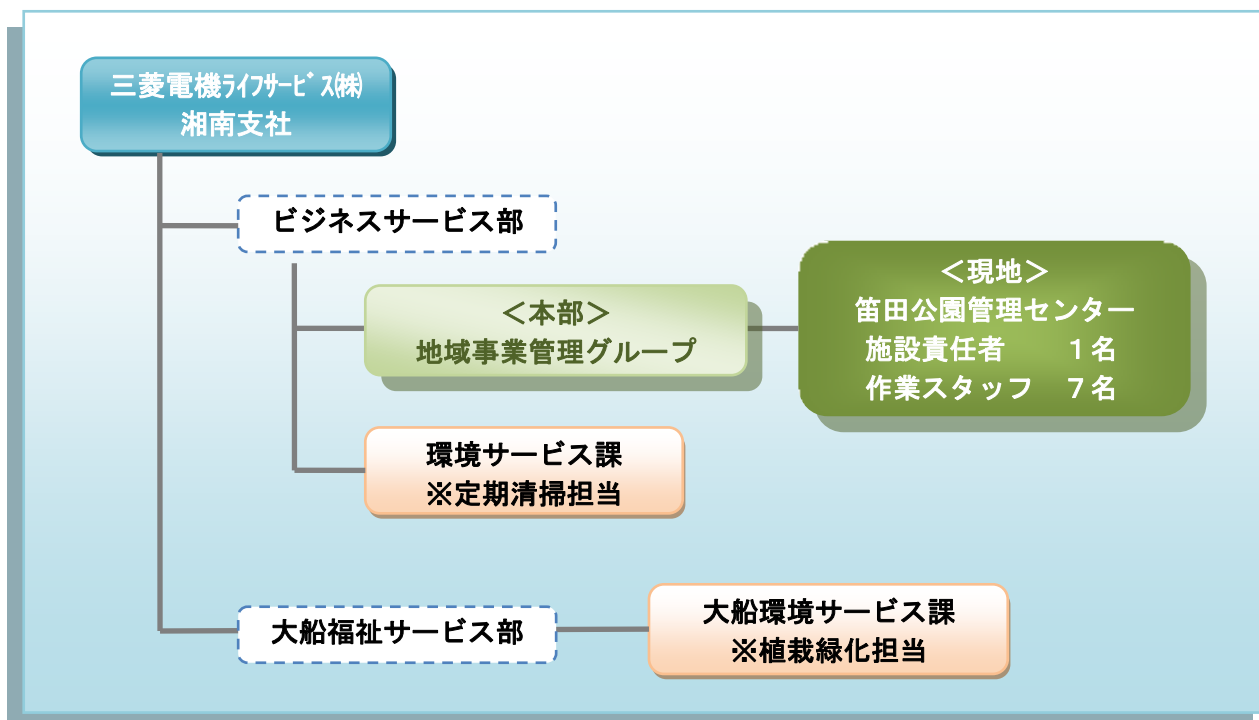 三菱電機ﾗｲﾌｻｰﾋﾞｽ㈱
湘南支社
ビジネスサービス部
＜本部＞
地域事業管理グループ
＜現地＞
笛田公園管理センター
施設責任者　　１名
作業スタッフ　７名
環境サービス課
※定期清掃担当
大船福祉サービス部
大船環境サービス課
※植栽緑化担当